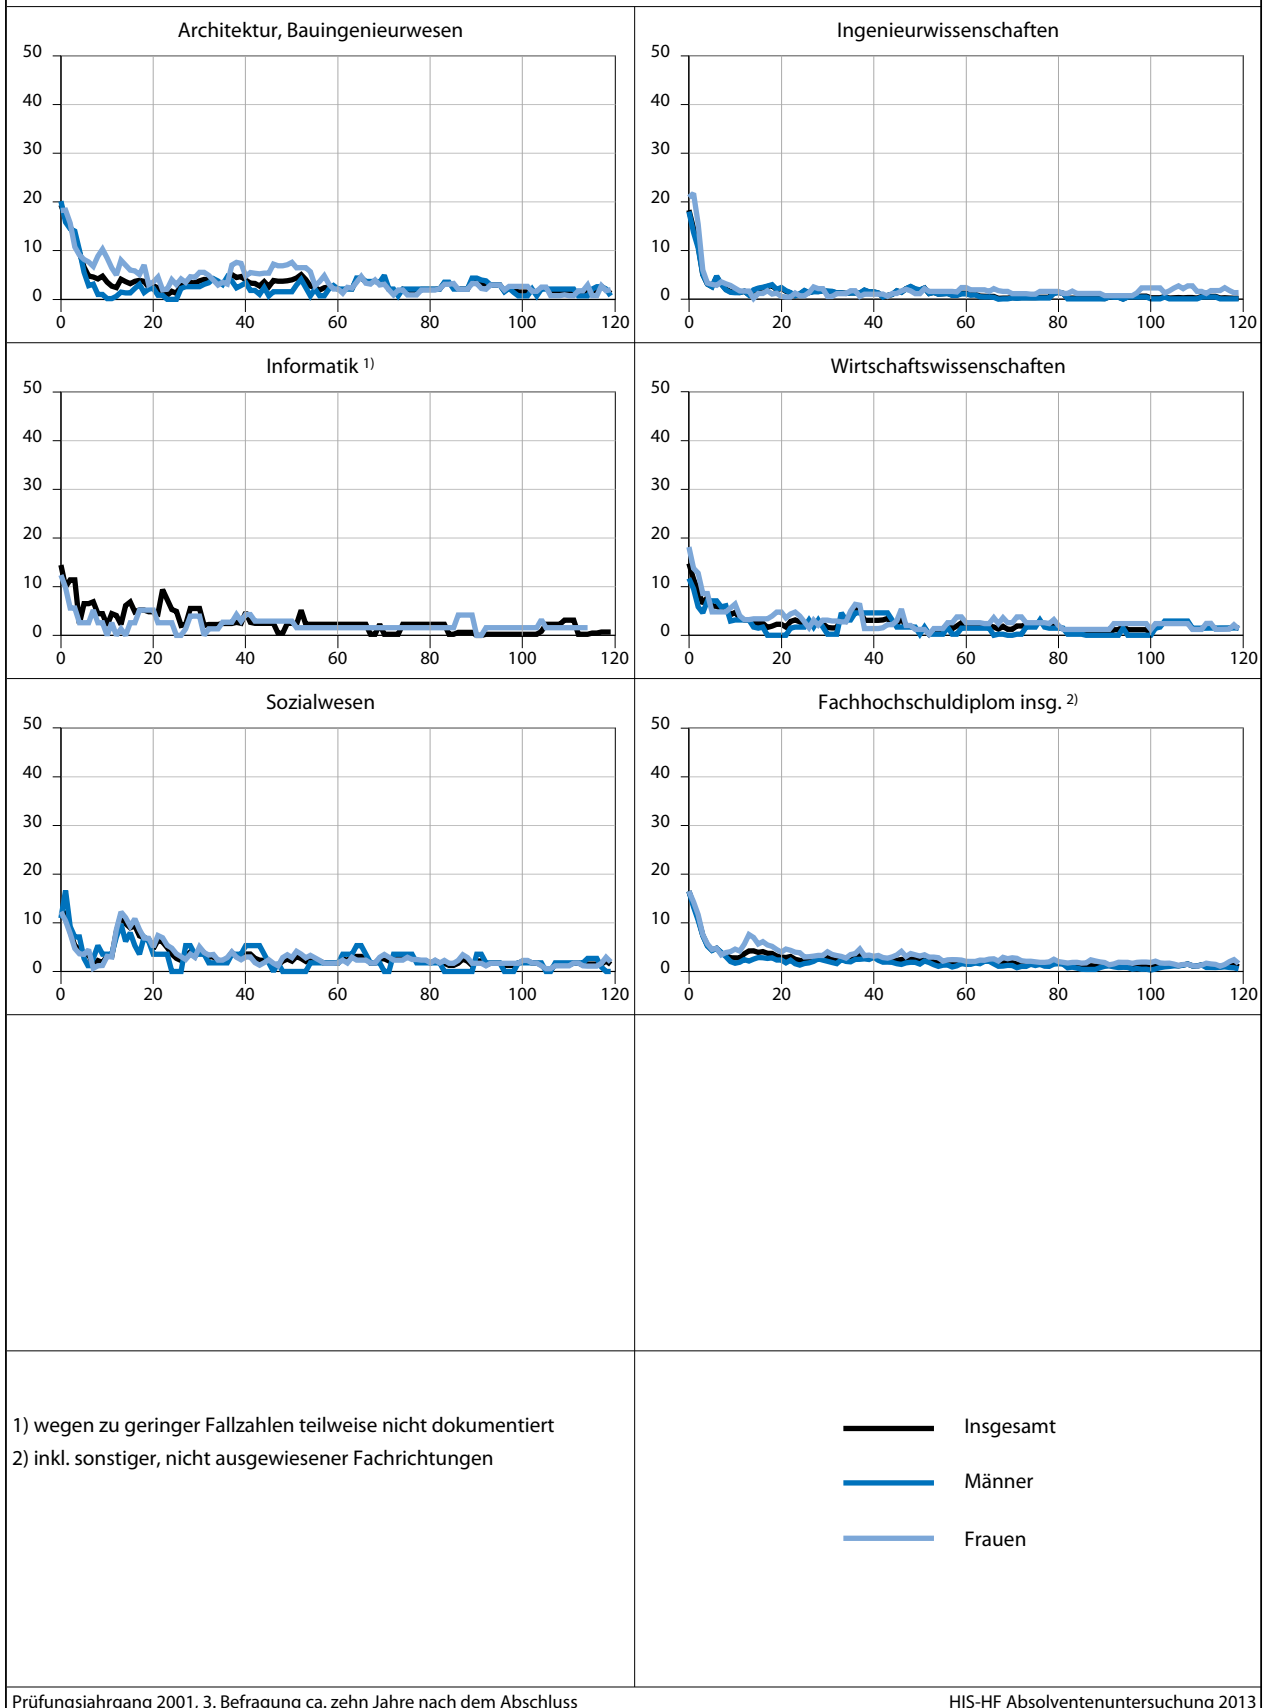 Architektur, Bauingenieurwesen
50
40
30
20
10
0
0 20 40 60 80 100 120
Ingenieurwissenschaften
50
40
30
20
10
0
0 20 40 60 80 100 120
Informatik 1)
50
40
30
20
10
0
0 20 40 60 80 100 120
Wirtschaftswissenschaften
50
40
30
20
10
0
0 20 40 60 80 100 120
Sozialwesen
50
40
30
20
10
0
0 20 40 60 80 100 120
Fachhochschuldiplom insg. 2)
50
40
30
20
10
0
0 20 40 60 80 100 120
1) wegen zu geringer Fallzahlen teilweise nicht dokumentiert
2) inkl. sonstiger, nicht ausgewiesener Fachrichtungen
Insgesamt
Männer
Frauen
Prüfungsjahrgang 2001, 3. Befragung ca. zehn Jahre nach dem Abschluss
HIS-HF Absolventenuntersuchung 2013